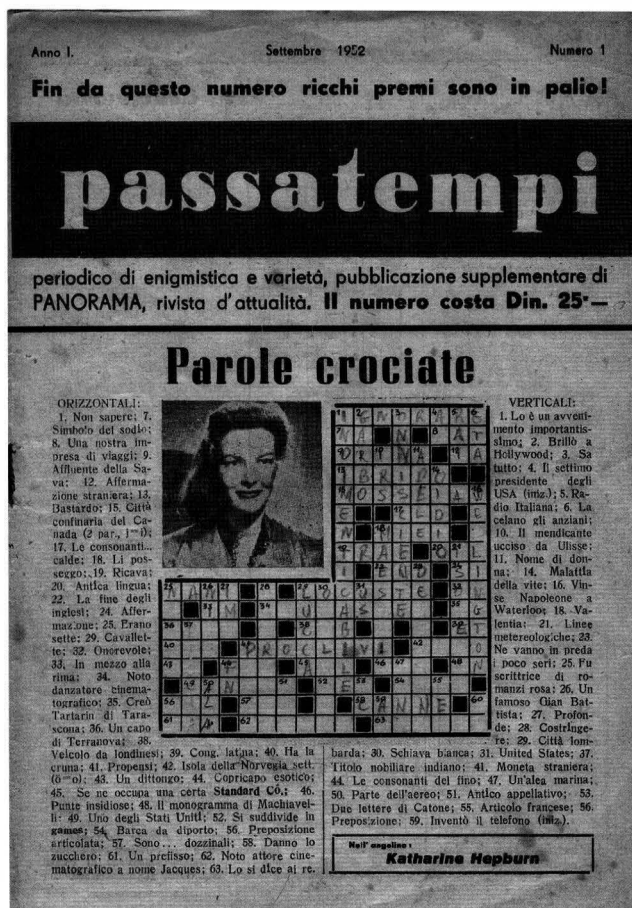 Anno I. Settembre 1952 Numero 1
Fin da questo numero ricchi premi sono in palio!
passatempi
periodico di enigmistica e varietá, pubblicazione supplementare di
PANORAMA, rivista d'attualità. Il numero costa Din. 25·—
Parole crociate
ORIZZONTALI:
1. Non sapere; 7.
Simbolo del sodio;
8. Una nostra im-
presa di viaggi; 9.
Affluente della Sa-
va; 12. Afferma-
zione straniera; 13.
Bastardo; 15. Città
confinaria del Ca-
nada (2 par., 1=i);
17. Le consonanti...
calde; 18. Li pos-
seggo; 19. Ricava;
20. Antica lingua;
22. La fine degli
inglesi; 24. Affer-
mazione; 25. Erano
sette; 29. Cavallet-
te; 32. Onorevole;
33. In mezzo alla
rima; 34. Noto
danzatore cinema-
tografico; 35. Creò
Tartarin di Taras-
cona; 36. Un capo
di Terranova; 38.
Veicolo da londinesi; 39. Cong. latina; 40. Ha la
cruna; 41. Propensi; 42. Isola della Norvegia sett.
(ö=o); 43. Un dittongo; 44. Copricapo esotico;
45. Se ne occupa una certa Standard Cò.; 46.
Punte insidiose; 48. Il monogramma di Machiavel-
li; 49. Uno degli Stati Uniti; 52. Si suddivide in
games; 54. Barca da diporto; 56. Preposizione
articolata; 57. Sono... dozzinali; 58. Danno lo
zucchero; 61. Un prefisso; 62. Noto attore cine-
matografico a nome Jacques; 63. Lo si dice ai re.
VERTICALI:
1. Lo è un avveni-
mento importantis-
simo; 2. Brillò a
Hollywood; 3. Sa
tutto; 4. Il settimo
presidente degli
USA (imz.); 5. Ra-
dio Italiana; 6. La
celano gli anziani;
10. Il mendicante
ucciso da Ulisse;
11. Nome di don-
na; 14. Malattia
della vite; 16. Vin-
se Napoleone a
Waterloo; 18. Va-
lentia; 21. Linee
metereologiche; 23.
Ne vanno in preda
i poco seri; 25. Fu
scrittrice di ro-
manzi rosa; 26. Un
famoso Gian Bat-
tista; 27. Profon-
de; 28. Costringe-
re; 29. Città lom-
barda; 30. Schiava bianca; 31. United States; 37.
Titolo nobiliare indiano; 41. Moneta straniera;
44. Le consonanti del fino; 47. Un'alea marina;
50. Parte dell'aereo; 51. Antico appellativo; 53.
Due lettere di Catone; 55. Articolo francese; 56.
Preposizione; 59. Inventò il telefono (imz.).
Nell'angolino:
Katharine Hepburn